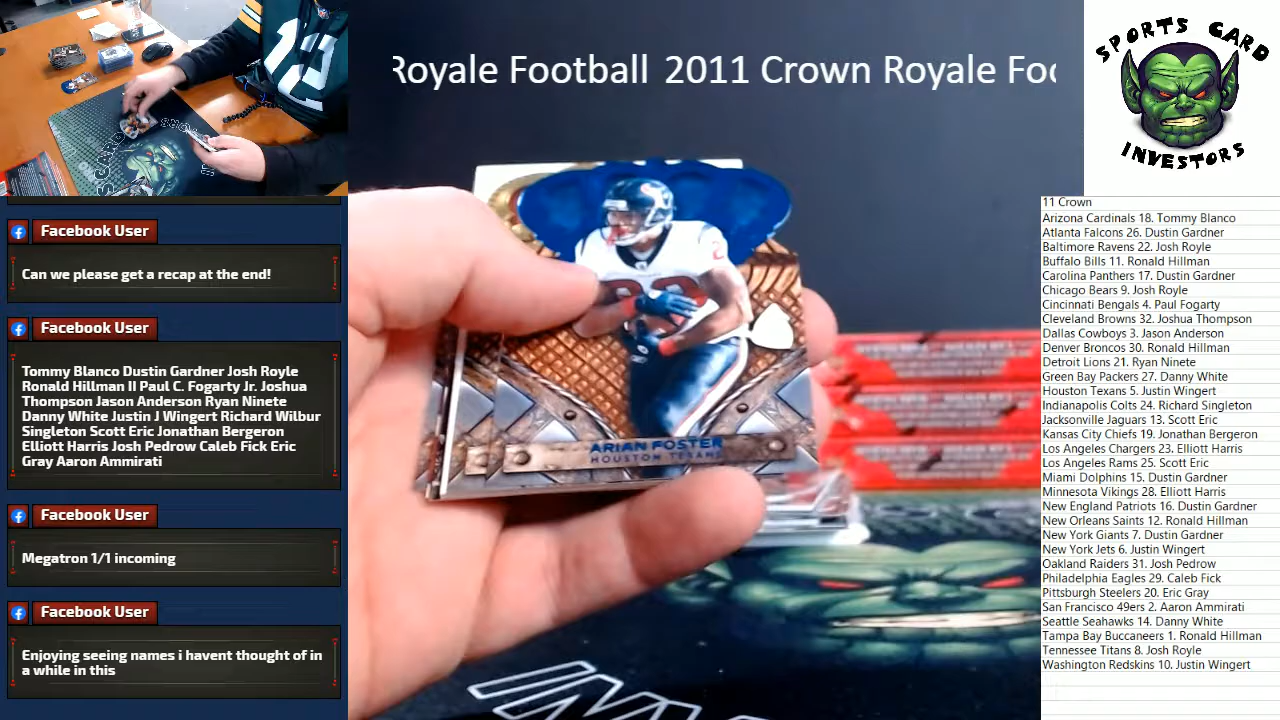 Royale Football 2011 Crown Royale Foo
SPORTS CARD
INVESTORS
Facebook User
Can we please get a recap at the end!
Facebook User
Tommy Blanco Dustin Gardner Josh Royle
Ronald Hillman II Paul C. Fogarty Jr. Joshua
Thompson Jason Anderson Ryan Ninete
Danny White Justin J Wingert Richard Wilbur
Singleton Scott Eric Jonathan Bergeron
Elliott Harris Josh Pedrow Caleb Fick Eric
Gray Aaron Ammirati
Facebook User
Megatron 1/1 incoming
Facebook User
Enjoying seeing names i havent thought of in
a while in this
ARIAN FOSTER
HOUSTON TEXANS
11 Crown
Arizona Cardinals 18. Tommy Blanco
Atlanta Falcons 26. Dustin Gardner
Baltimore Ravens 22. Josh Royle
Buffalo Bills 11. Ronald Hillman
Carolina Panthers 17. Dustin Gardner
Chicago Bears 9. Josh Royle
Cincinnati Bengals 4. Paul Fogarty
Cleveland Browns 32. Joshua Thompson
Dallas Cowboys 3. Jason Anderson
Denver Broncos 30. Ronald Hillman
Detroit Lions 21. Ryan Ninete
Green Bay Packers 27. Danny White
Houston Texans 5. Justin Wingert
Indianapolis Colts 24. Richard Singleton
Jacksonville Jaguars 13. Scott Eric
Kansas City Chiefs 19. Jonathan Bergeron
Los Angeles Chargers 23. Elliott Harris
Los Angeles Rams 25. Scott Eric
Miami Dolphins 15. Dustin Gardner
Minnesota Vikings 28. Elliott Harris
New England Patriots 16. Dustin Gardner
New Orleans Saints 12. Ronald Hillman
New York Giants 7. Dustin Gardner
New York Jets 6. Justin Wingert
Oakland Raiders 31. Josh Pedrow
Philadelphia Eagles 29. Caleb Fick
Pittsburgh Steelers 20. Eric Gray
San Francisco 49ers 2. Aaron Ammirati
Seattle Seahawks 14. Danny White
Tampa Bay Buccaneers 1. Ronald Hillman
Tennessee Titans 8. Josh Royle
Washington Redskins 10. Justin Wingert